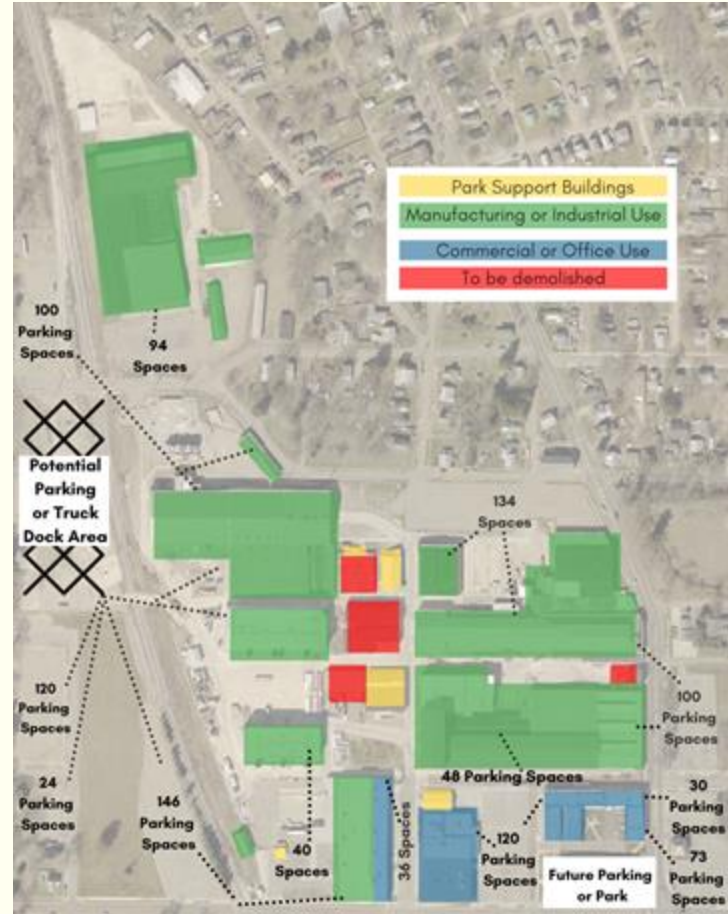 Park Support Buildings
Manufacturing or Industrial Use
Commercial or Office Use
To be demolished
100
Parking
Spaces
94
Spaces
Potential
Parking
or Truck
Dock Area
134
Spaces
120
Parking
Spaces
100
Parking
Spaces
24
Parking
Spaces
48 Parking Spaces
146
Parking
Spaces
40
Spaces
36 Spaces
120
Parking
Spaces
30
Parking
Spaces
73
Parking
Spaces
Future Parking
or Park